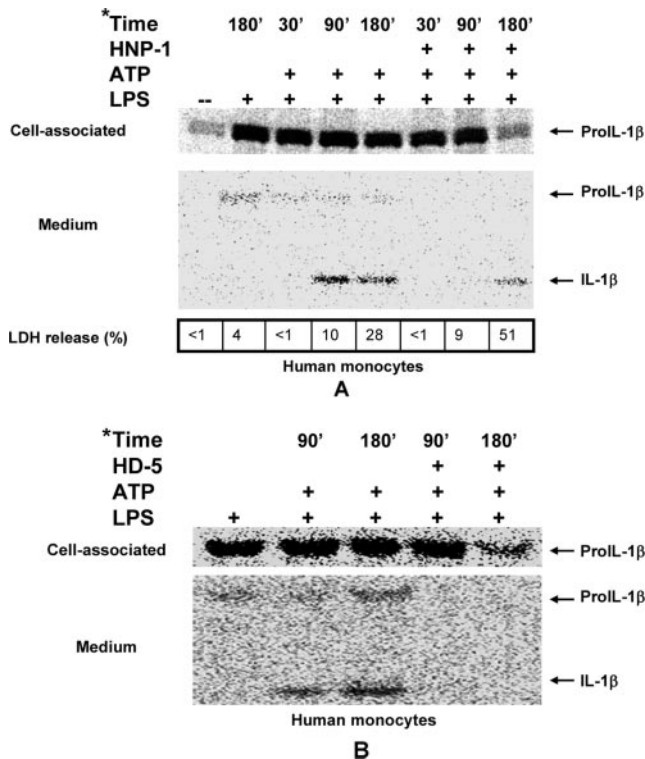 *Time 180' 30' 90' 180' 30' 90' 180'
HNP-1 + + +
ATP + + + + + +
LPS -- + + + + + + +
Cell-associated ProIL-1β
ProIL-1β
Medium
IL-1β
LDH release (%) <1 4 <1 10 28 <1 9 51
Human monocytes
A
*Time 90' 180' 90' 180'
HD-5 + +
ATP + + + +
LPS + + + + +
Cell-associated ProIL-1β
ProIL-1β
Medium
IL-1β
Human monocytes
B